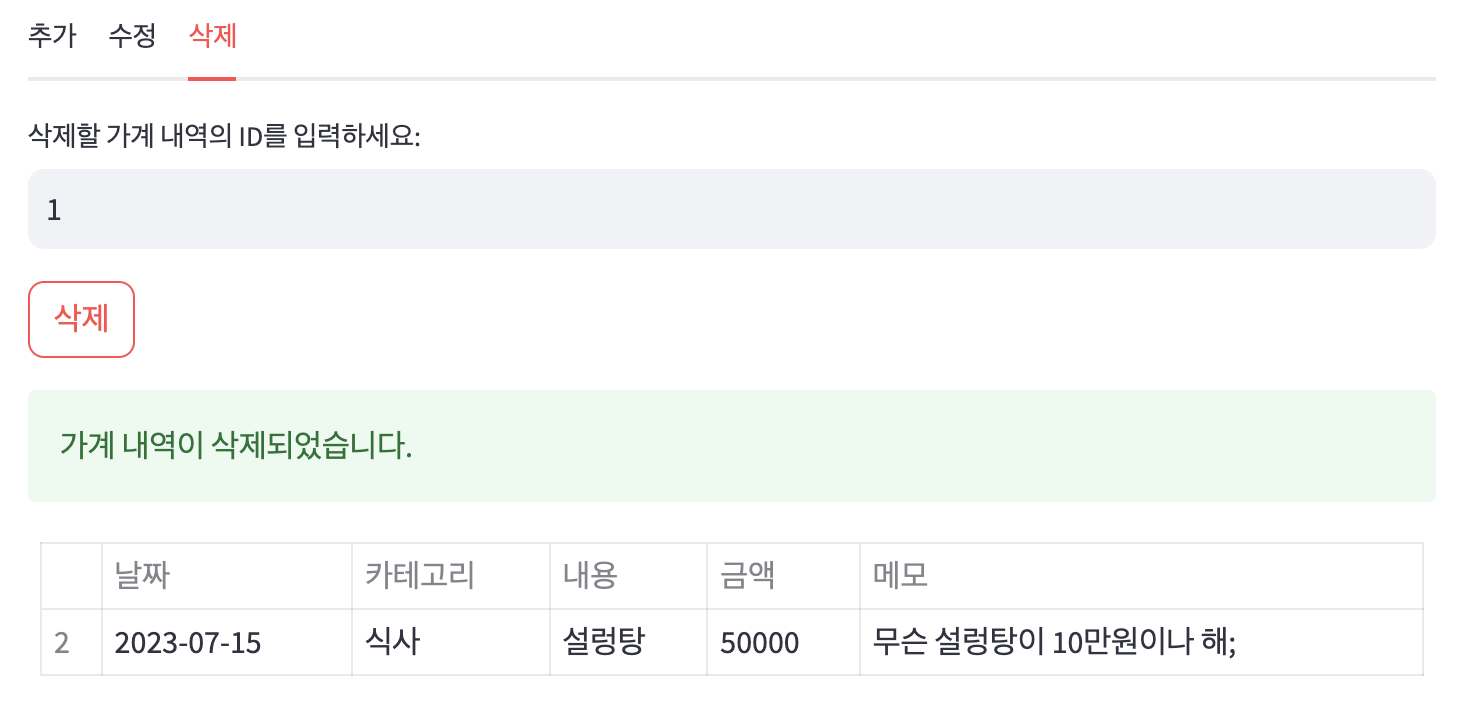 추가 수정 삭제
삭제할 가계 내역의 ID를 입력하세요:
1
삭제
가계 내역이 삭제되었습니다.
날짜 카테고리 내용 금액 메모
2 2023-07-15 식사 설렁탕 50000 무슨 설렁탕이 10만원이나 해;